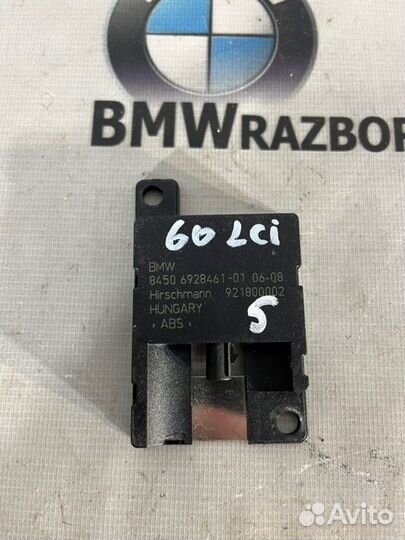 BMWRAZBOR
60 LCi
BMW
8450 6928461-01 06-08
Hirschmann 921800002
HUNGARY
› ABS ‹
5
Avito